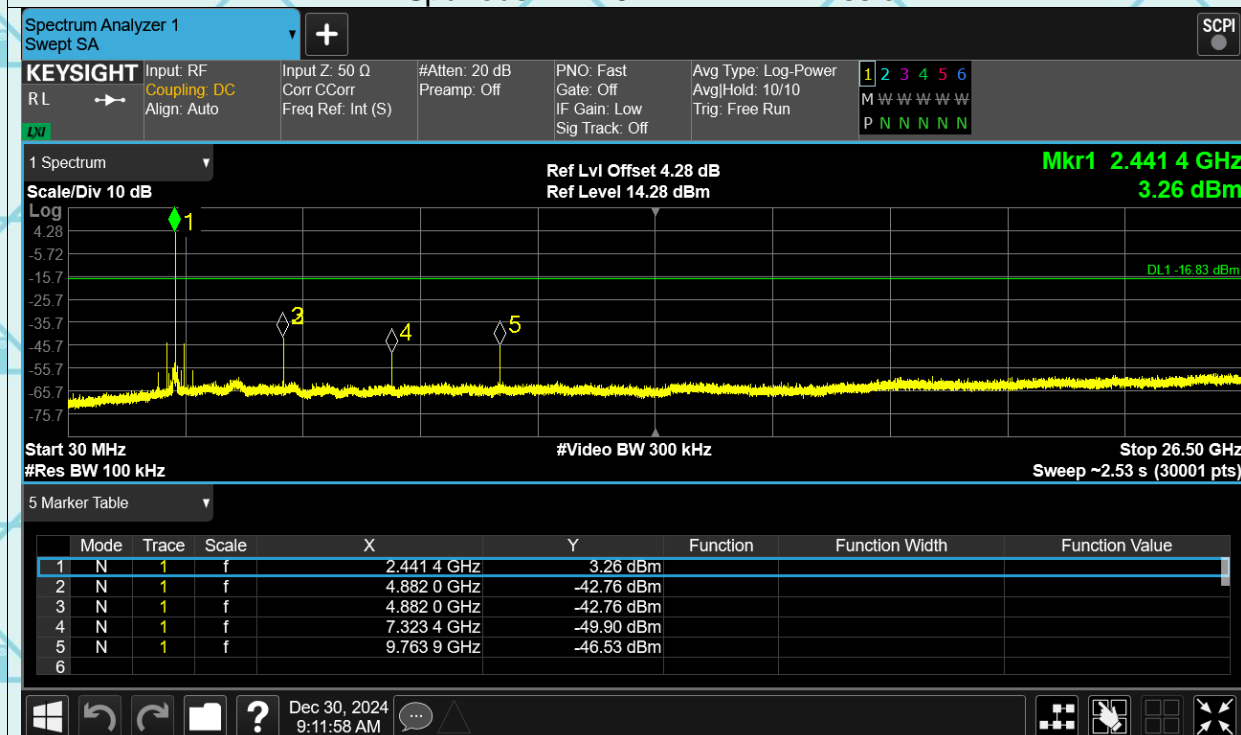 Spectrum Analyzer 1
Swept SA
+
SCPI
KEYSIGHT
RL
LXI
Input: RF
Coupling: DC
Align: Auto
Input Z: 50 Ω
Corr CCorr
Freq Ref: Int (S)
#Atten: 20 dB
Preamp: Off
PNO: Fast
Gate: Off
IF Gain: Low
Sig Track: Off
Avg Type: Log-Power
Avg|Hold: 10/10
Trig: Free Run
1 2 3 4 5 6
M W W W W W
P N N N N N
1 Spectrum
Ref Lvl Offset 4.28 dB
Mkr1 2.441 4 GHz
Scale/Div 10 dB
Ref Level 14.28 dBm
3.26 dBm
Log
1
4.28
-5.72
-15.7
DL1 -16.83 dBm
-25.7
-35.7
2
4
5
-45.7
-55.7
-65.7
-75.7
Start 30 MHz
#Video BW 300 kHz
Stop 26.50 GHz
#Res BW 100 kHz
Sweep ~2.53 s (30001 pts)
5 Marker Table
Mode Trace Scale X Y Function Function Width Function Value
1 N 1 f 2.441 4 GHz 3.26 dBm
2 N 1 f 4.882 0 GHz -42.76 dBm
3 N 1 f 4.882 0 GHz -42.76 dBm
4 N 1 f 7.323 4 GHz -49.90 dBm
5 N 1 f 9.763 9 GHz -46.53 dBm
6
?
Dec 30, 2024
9:11:58 AM